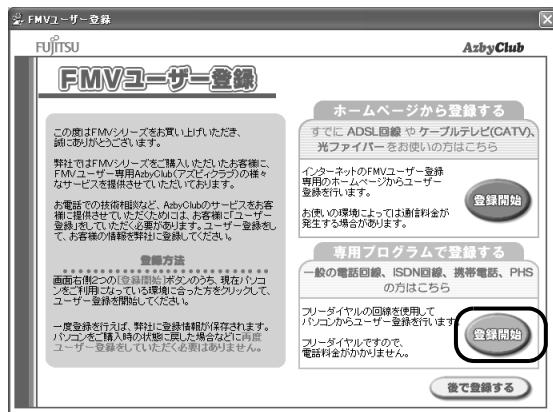 FMVユーザー登録
FUJITSU
AzbyClub
FMVユーザー登録
この度はFMVシリーズをお買い上げいただき、
誠にありがとうございます。
弊社ではFMVシリーズをご購入いただいたお客様に、
FMVユーザー専用AzbyClub(アズビィクラブ)の様々
なサービスを提供させていただいております。
お電話での技術相談など、AzbyClubのサービスをお客
様に提供させていただくためには、お客様に「ユーザー
登録」をしていただく必要があります。ユーザー登録をし
て、お客様の情報を弊社に登録してください。
登録方法
画面右側2つの[登録開始]ボタンのうち、現在パソコ
ンをご利用になっている環境に合った方をクリックして、
ユーザー登録を開始してください。
一度登録を行えば、弊社に登録情報が保存されます。
パソコンをご購入時の状態に戻した場合などに再度
ユーザー登録をしていただく必要はありません。
ホームページから登録する
すでに ADSL回線 や ケーブルテレビ(CATV)、
光ファイバー をお使いの方はこちら
インターネットのFMVユーザー登録
専用のホームページからユーザー
登録を行います。
お使いの環境によっては通信料金が
発生する場合があります。
登録開始
専用プログラムで登録する
一般の電話回線、ISDN回線、携帯電話、PHS
の方はこちら
フリーダイヤルの回線を使用して
パソコンからユーザー登録を行います。
フリーダイヤルですので、
電話料金がかかりません。
登録開始
後で登録する